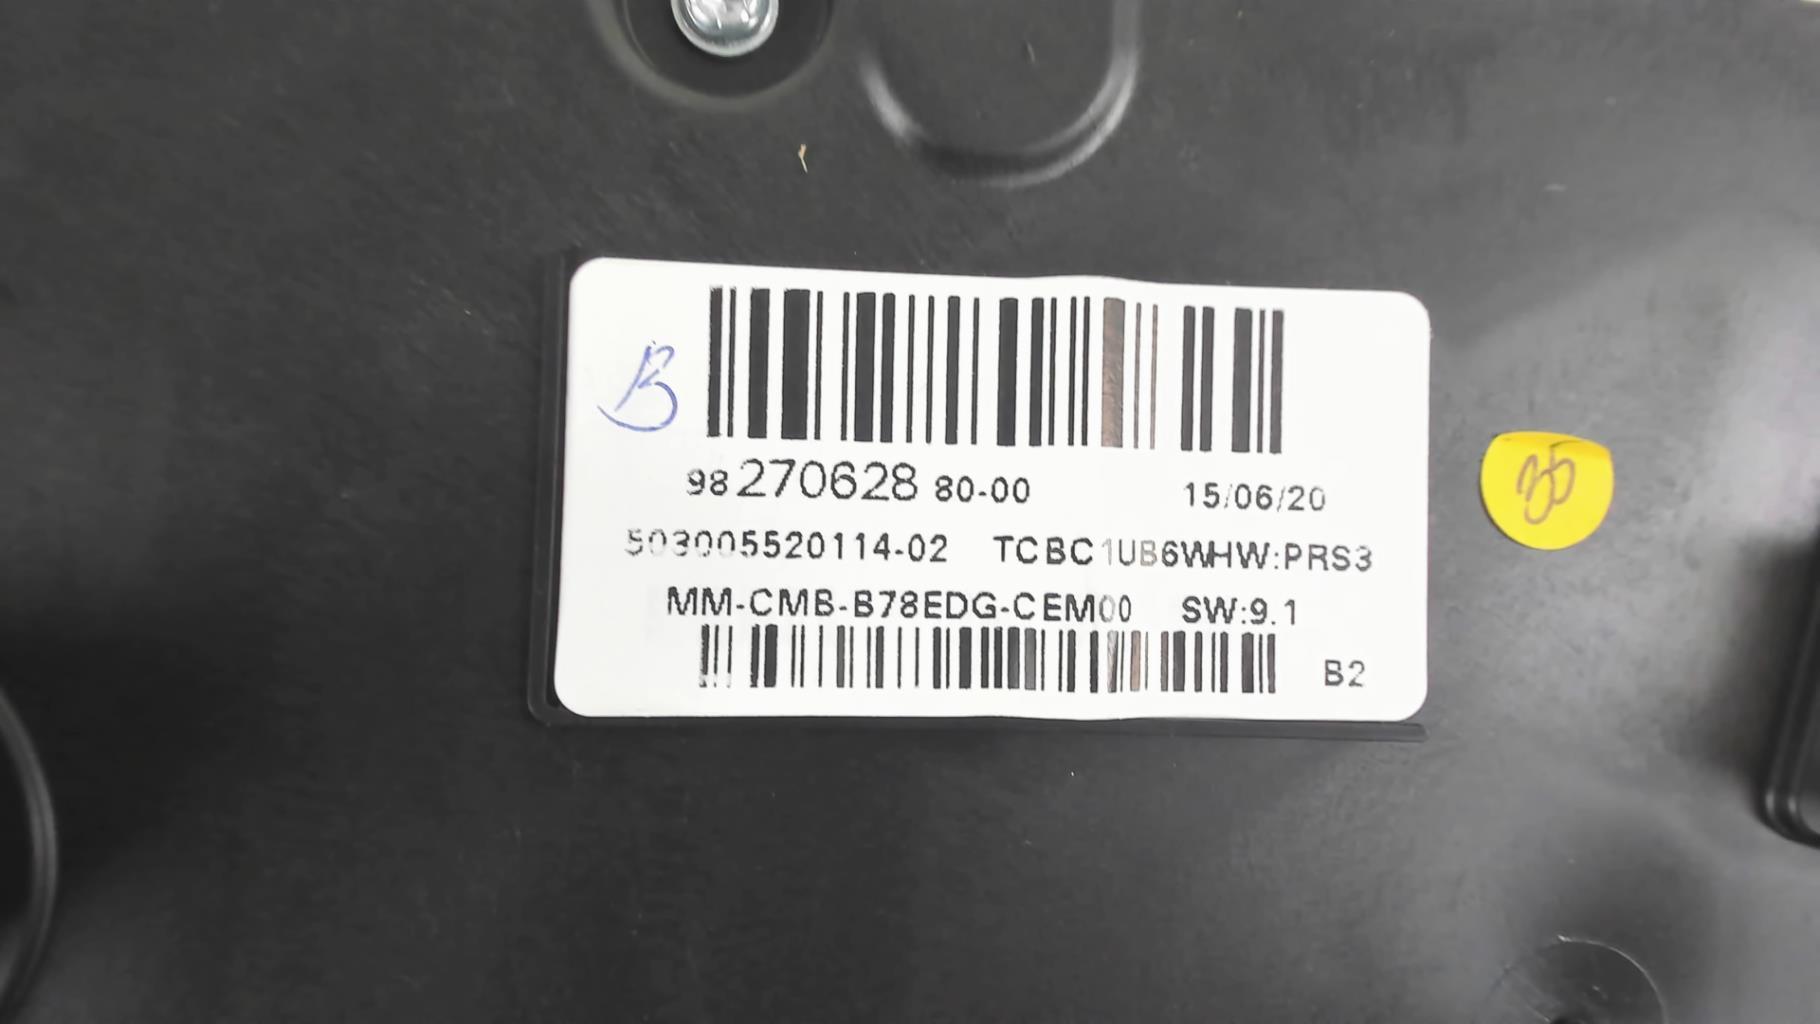 B
98 270628 80-00 15/06/20
35
503005520114-02 TCBC1UB6WHW:PRS3
MM-CMB-B78EDG-CEM00 SW:9.1
B2